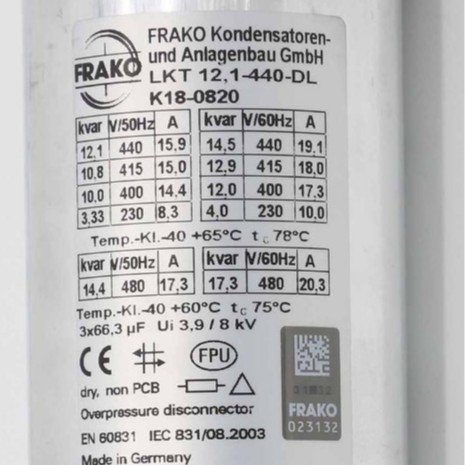 FRAKO
FRAKO Kondensatoren-
und Anlagenbau GmbH
LKT 12,1-440-DL
K18-0820
kvar V/50Hz A kvar V/60Hz A
12,1 440 15,9 14,5 440 19,1
10,8 415 15,0 12,9 415 18,0
10,0 400 14,4 12,0 400 17,3
3,33 230 8,3 4,0 230 10,0
Temp.-Kl.-40 +65°C tc 78°C
kvar V/50Hz A kvar V/60Hz A
14,4 480 17,3 17,3 480 20,3
Temp.-Kl.-40 +60°C tc 75°C
3x66,3 µF Ui 3,9 / 8 kV
CE FPU
dry, non PCB
Overpressure disconnector
EN 60831 IEC 831/08.2003
Made in Germany
FRAKO
023132